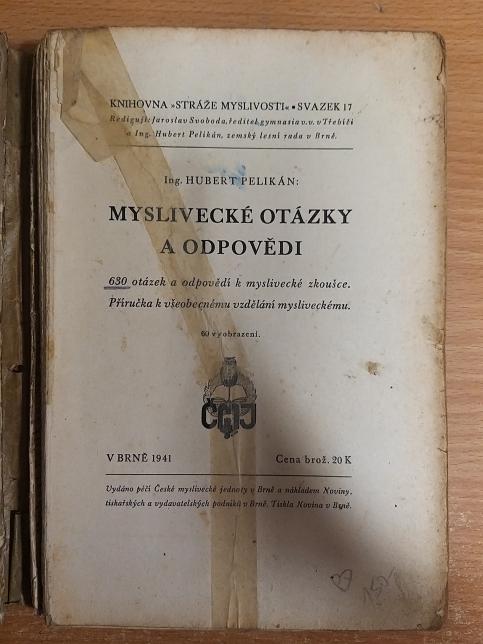 KNIHOVNA »STRÁŽE MYSLIVOSTI« ▪ SVAZEK 17
Redigují: Jaroslav Svoboda, ředitel gymnasia v.v. v Třebíči
a Ing. Hubert Pelikán, zemský lesní rada v Brně.
Ing. HUBERT PELIKÁN:
MYSLIVECKÉ OTÁZKY
A ODPOVĚDI
630 otázek a odpovědí k myslivecké zkoušce.
Příručka k všeobecnému vzdělání mysliveckému.
60 vyobrazení.
ČMJ
V BRNĚ 1941 Cena brož. 20 K
Vydáno péčí České myslivecké jednoty v Brně a nákladem Noviny,
tiskařských a vydavatelských podniků v Brně. Tiskla Novina v Brně.